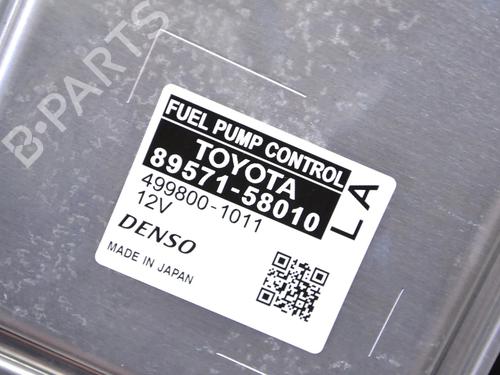 B-PARTS
FUEL PUMP CONTROL
TOYOTA
89571-58010
LA
499800-1011
12V
DENSO
MADE IN JAPAN